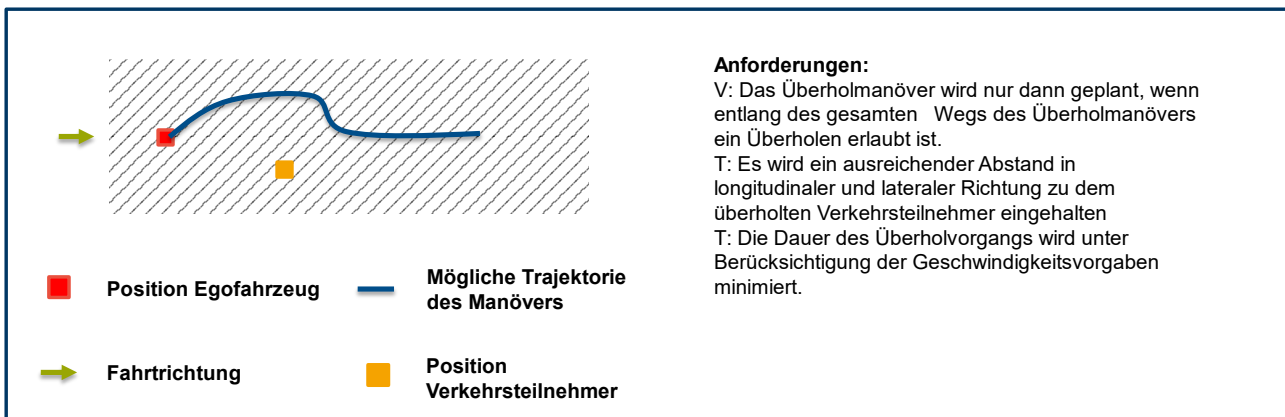 Anforderungen:
V: Das Überholmanöver wird nur dann geplant, wenn
entlang des gesamten   Wegs des Überholmanövers
ein Überholen erlaubt ist.
T: Es wird ein ausreichender Abstand in
longitudinaler und lateraler Richtung zu dem
überholten Verkehrsteilnehmer eingehalten
T: Die Dauer des Überholvorgangs wird unter
Berücksichtigung der Geschwindigkeitsvorgaben
minimiert.
Position Egofahrzeug
Mögliche Trajektorie
des Manövers
Fahrtrichtung
Position
Verkehrsteilnehmer